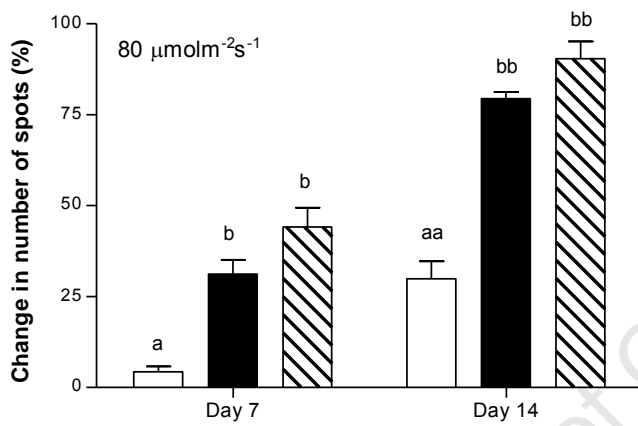 Change in number of spots (%)
100
75
50
25
0
80 μmolm⁻²s⁻¹
a
b
b
aa
bb
bb
Day 7
Day 14